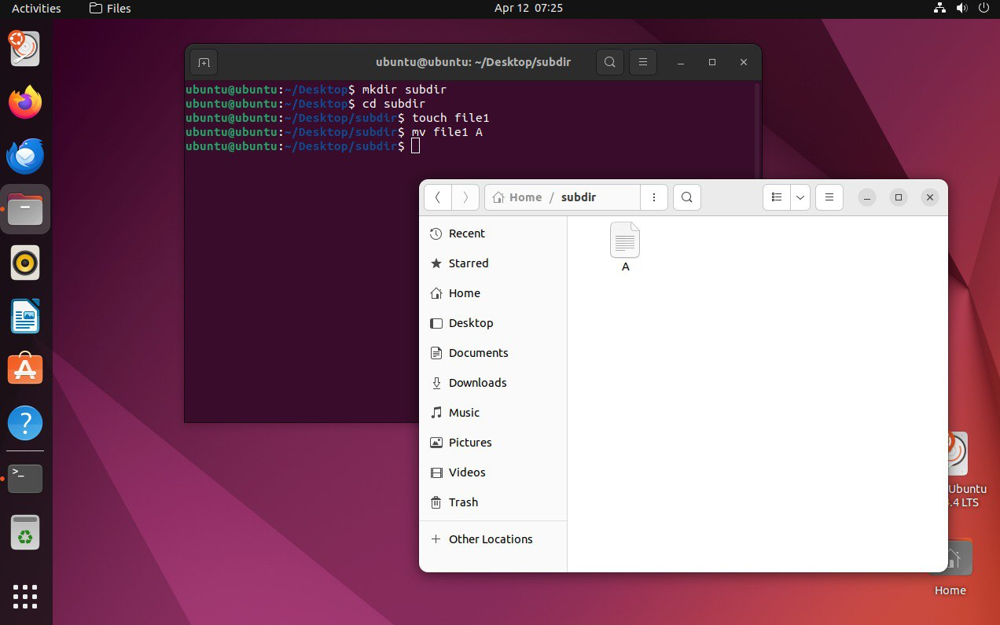 Activities Files Apr 12 07:25
ubuntu@ubuntu: ~/Desktop/subdir
ubuntu@ubuntu:~/Desktop$ mkdir subdir
ubuntu@ubuntu:~/Desktop$ cd subdir
ubuntu@ubuntu:~/Desktop/subdir$ touch file1
ubuntu@ubuntu:~/Desktop/subdir$ mv file1 A
ubuntu@ubuntu:~/Desktop/subdir$
Home / subdir
Recent
Starred
Home
Desktop
Documents
Downloads
Music
Pictures
Videos
Trash
Other Locations
A
Ubuntu
.4 LTS
Home